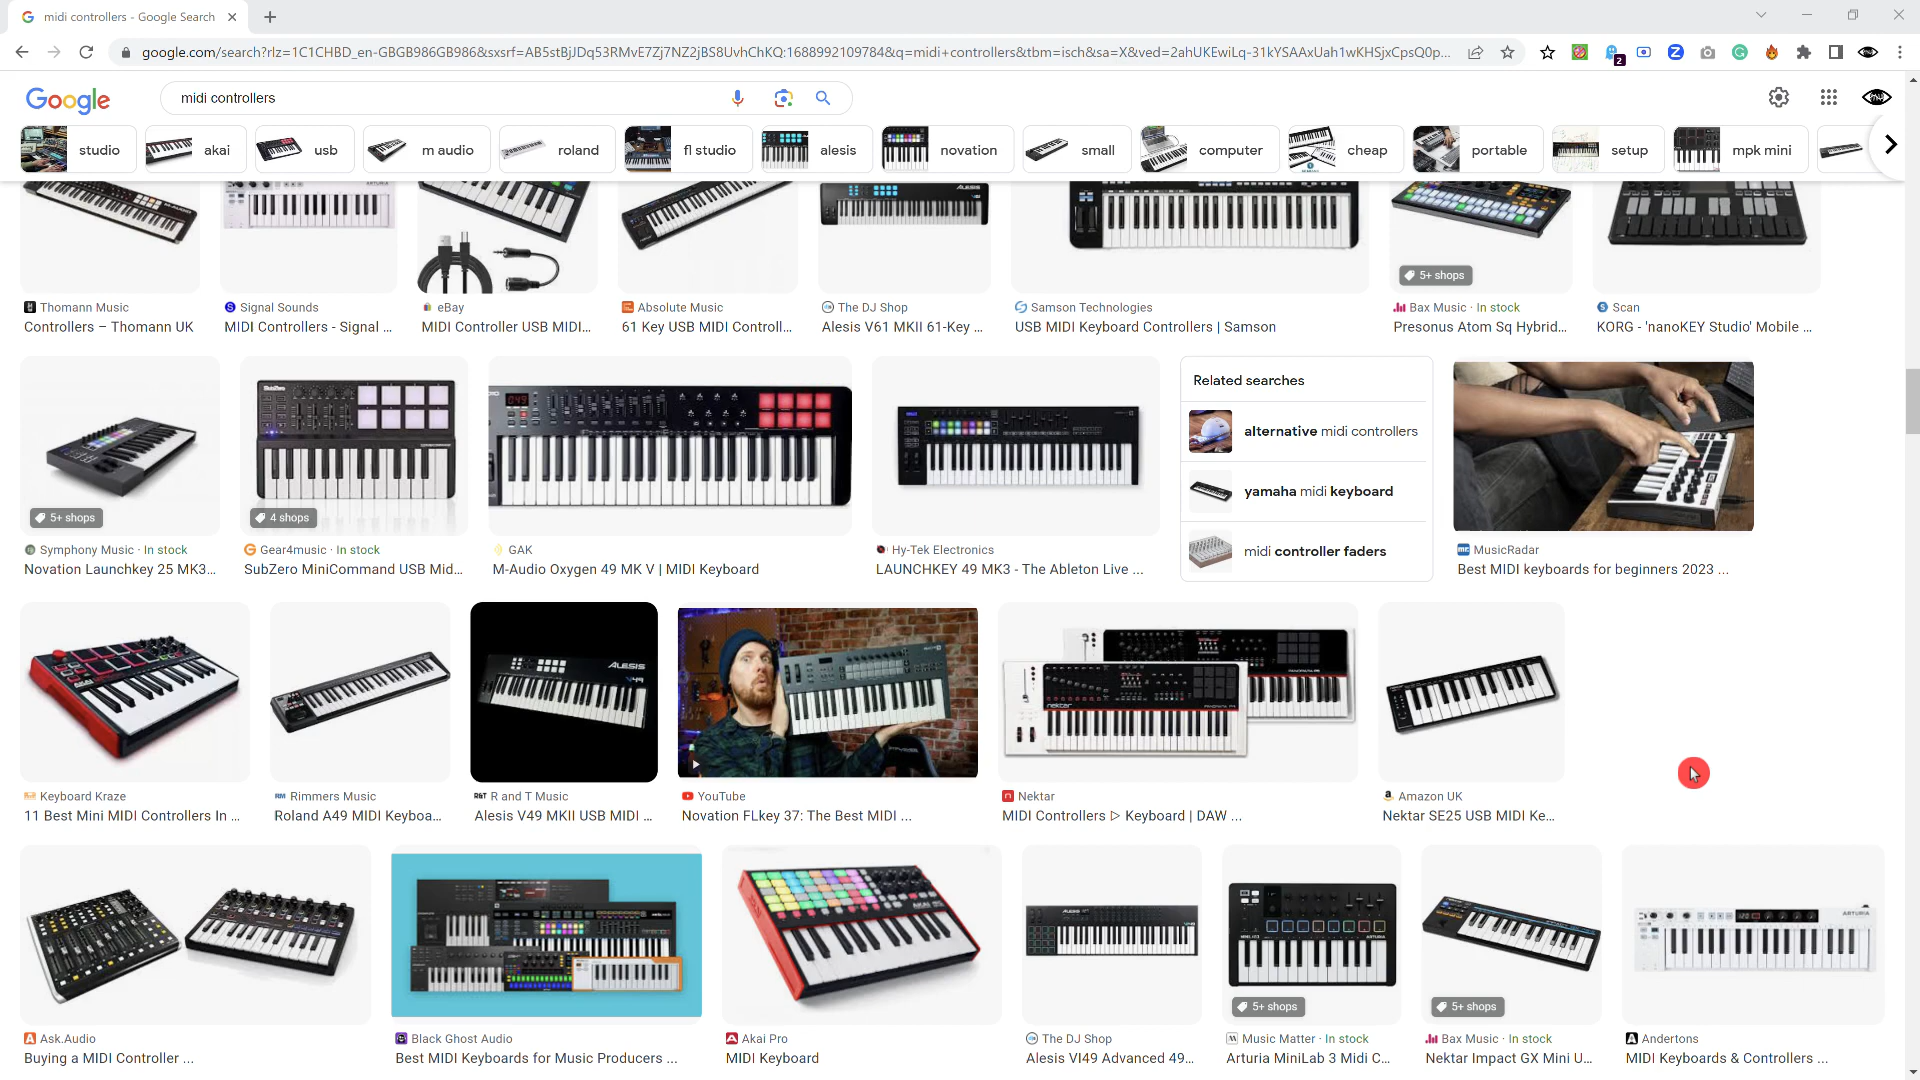 midi controllers - Google Search
google.com/search?rlz=1C1CHBD_en-GBGB986GB986&sxsrf=AB5stBjJDq53RMvE7Zj7NZ2jBS8UvhChKQ:1688992109784&q=midi+controllers&tbm=isch&sa=X&ved=2ahUKEwiLq-31kYSAAxUah1wKHSjxCpsQ0p...
2
Google
midi controllers
studio
akai
usb
m audio
roland
fl studio
alesis
novation
small
computer
cheap
portable
setup
mpk mini
ARTURIA
ALESIS
5+ shops
Thomann Music
Controllers – Thomann UK
Signal Sounds
MIDI Controllers - Signal ...
eBay
MIDI Controller USB MIDI...
Absolute Music
61 Key USB MIDI Controll...
The DJ Shop
Alesis V61 MKII 61-Key ...
Samson Technologies
USB MIDI Keyboard Controllers | Samson
Bax Music · In stock
Presonus Atom Sq Hybrid...
Scan
KORG - 'nanoKEY Studio' Mobile ...
5+ shops
Symphony Music · In stock
Novation Launchkey 25 MK3...
4 shops
Gear4music · In stock
SubZero MiniCommand USB Mid...
049
GAK
M-Audio Oxygen 49 MK V | MIDI Keyboard
Hy-Tek Electronics
LAUNCHKEY 49 MK3 - The Ableton Live ...
Related searches
alternative midi controllers
yamaha midi keyboard
midi controller faders
MusicRadar
Best MIDI keyboards for beginners 2023 ...
AKAI
Keyboard Kraze
11 Best Mini MIDI Controllers In ...
Rimmers Music
Roland A49 MIDI Keyboa...
ALESIS
V49
R and T Music
Alesis V49 MKII USB MIDI ...
YouTube
Novation FLkey 37: The Best MIDI ...
nektar
Nektar
MIDI Controllers ▷ Keyboard | DAW ...
Amazon UK
Nektar SE25 USB MIDI Ke...
Ask.Audio
Buying a MIDI Controller ...
Black Ghost Audio
Best MIDI Keyboards for Music Producers ...
Akai Pro
MIDI Keyboard
ALESIS
The DJ Shop
Alesis VI49 Advanced 49...
ARTURIA
5+ shops
Music Matter · In stock
Arturia MiniLab 3 Midi C...
5+ shops
Bax Music · In stock
Nektar Impact GX Mini U...
ARTURIA
Andertons
MIDI Keyboards & Controllers ...